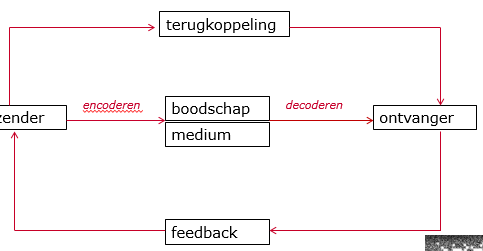 terugkoppeling
encoderen
boodschap
decoderen
zender
medium
ontvanger
feedback